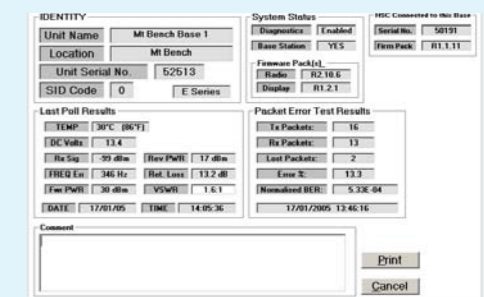 IDENTITY
Unit Name Mt Bench Base 1
Location Mt Bench
Unit Serial No. 52513
SID Code 0 E Series
System Status
Diagnostics Enabled
Base Station YES
Firmware Pack(s)
Radio R2.10.6
Display R1.2.1
HSC Connected to this Base
Serial No. 50191
Firm Pack R1.1.11
Last Poll Results
TEMP 30°C (86°F)
DC Volts 13.4
Rx Sig -99 dBm Rev PWR 17 dBm
FREQ Err 346 Hz Ret. Loss 13.2 dB
Fwr PWR 30 dBm VSWR 1.6:1
DATE 17/01/05 TIME 14:05:36
Packet Error Test Results
Tx Packets: 16
Rx Packets: 13
Lost Packets: 2
Error %: 13.3
Normalised BER: 5.33E-04
17/01/2005 13:46:16
Comment
Print
Cancel